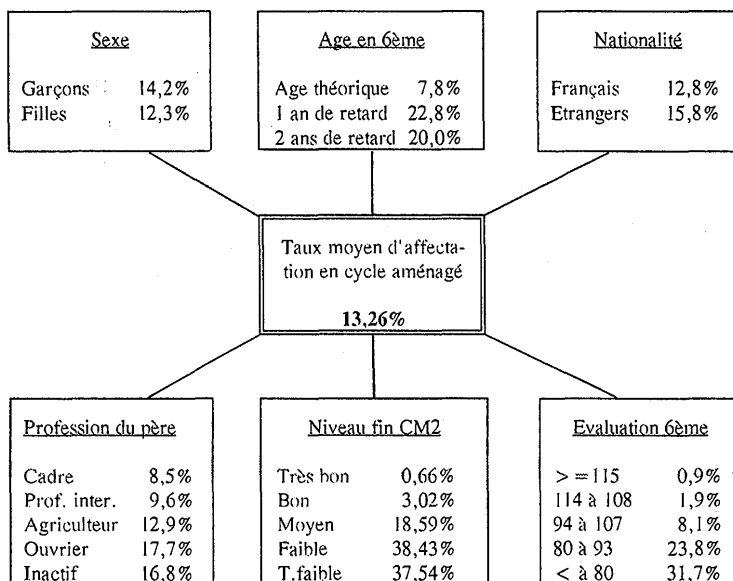 Sexe
Garçons 14,2%
Filles 12,3%
Age en 6ème
Age théorique 7,8%
1 an de retard 22,8%
2 ans de retard 20,0%
Nationalité
Français 12,8%
Etrangers 15,8%
Taux moyen d'affecta-
tion en cycle aménagé
13,26%
Profession du père
Cadre 8,5%
Prof. inter. 9,6%
Agriculteur 12,9%
Ouvrier 17,7%
Inactif 16,8%
Niveau fin CM2
Très bon 0,66%
Bon 3,02%
Moyen 18,59%
Faible 38,43%
T.faible 37,54%
Evaluation 6ème
> =115 0,9%
114 à 108 1,9%
94 à 107 8,1%
80 à 93 23,8%
< à 80 31,7%